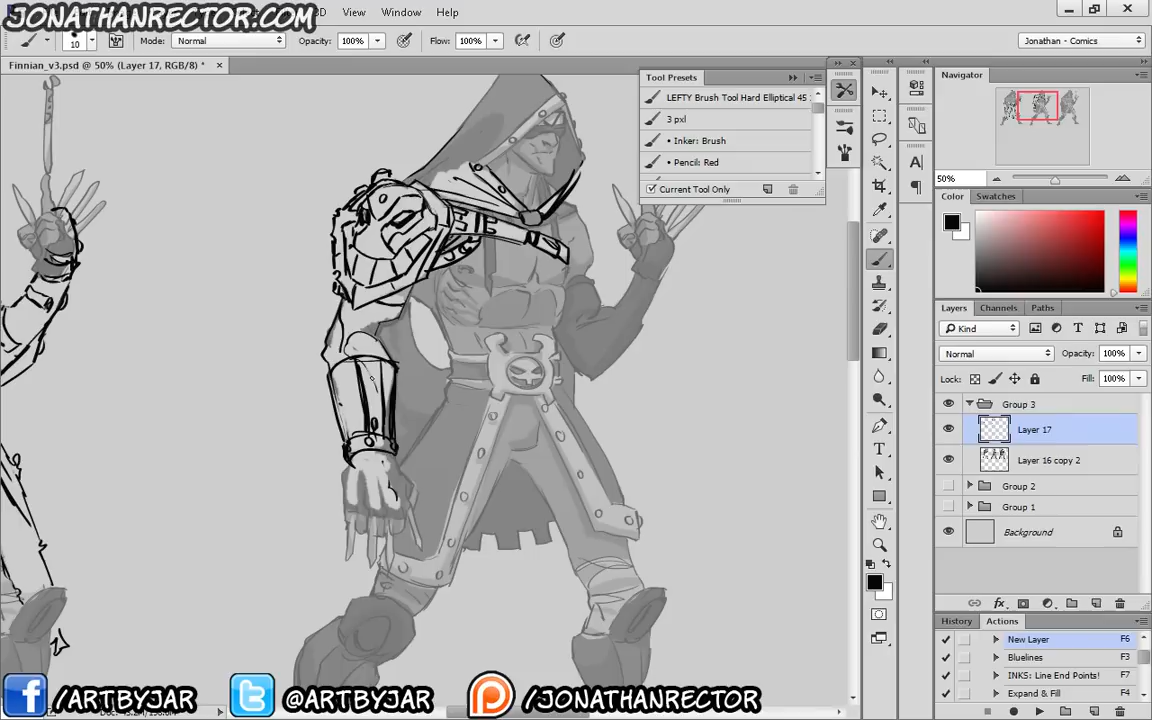 JONATHANRECTOR.COM
View Window Help
10 Mode: Normal Opacity: 100% Flow: 100% Jonathan - Comics
Finnian_v3.psd @ 50% (Layer 17, RGB/8) *
Tool Presets
LEFTY Brush Tool Hard Elliptical 45
3 pxl
• Inker: Brush
• Pencil: Red
Current Tool Only
Navigator
50%
Color Swatches
Layers Channels Paths
Kind
Normal Opacity: 100%
Lock: Fill: 100%
Group 3
Layer 17
Layer 16 copy 2
Group 2
Group 1
Background
fx
History Actions
New Layer F6
Bluelines F3
INKS: Line End Points! F7
Expand & Fill F4
/ARTBYJAR @ARTBYJAR /JONATHANRECTOR